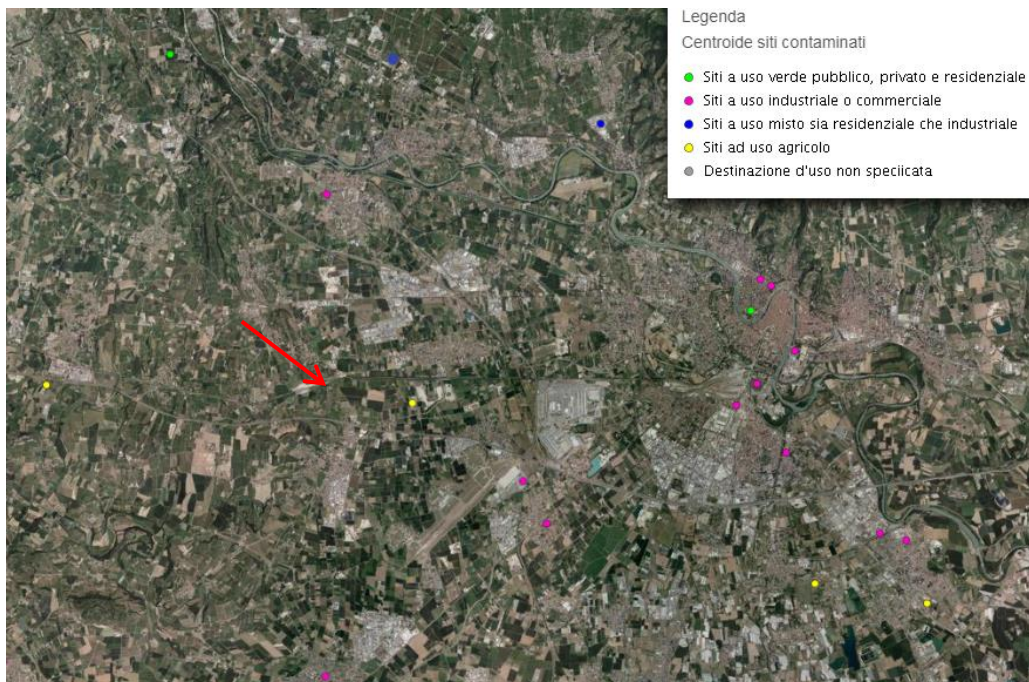 Legenda
Centroide siti contaminati
Siti a uso verde pubblico, privato e residenziale
Siti a uso industriale o commerciale
Siti a uso misto sia residenziale che industriale
Siti ad uso agricolo
Destinazione d'uso non speciicata